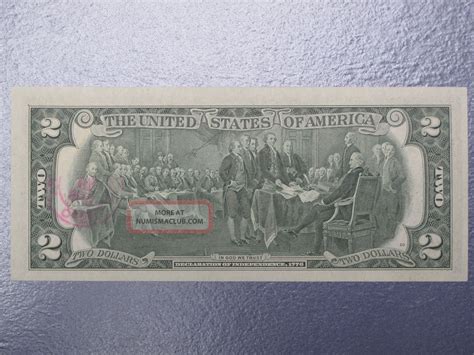 THE UNITED STATES OF AMERICA
2
2
TWO
TWO
MORE AT
NUMISMACLUB.COM
2
2
TWO DOLLARS
IN GOD WE TRUST
TWO DOLLARS
DECLARATION OF INDEPENDENCE, 1776